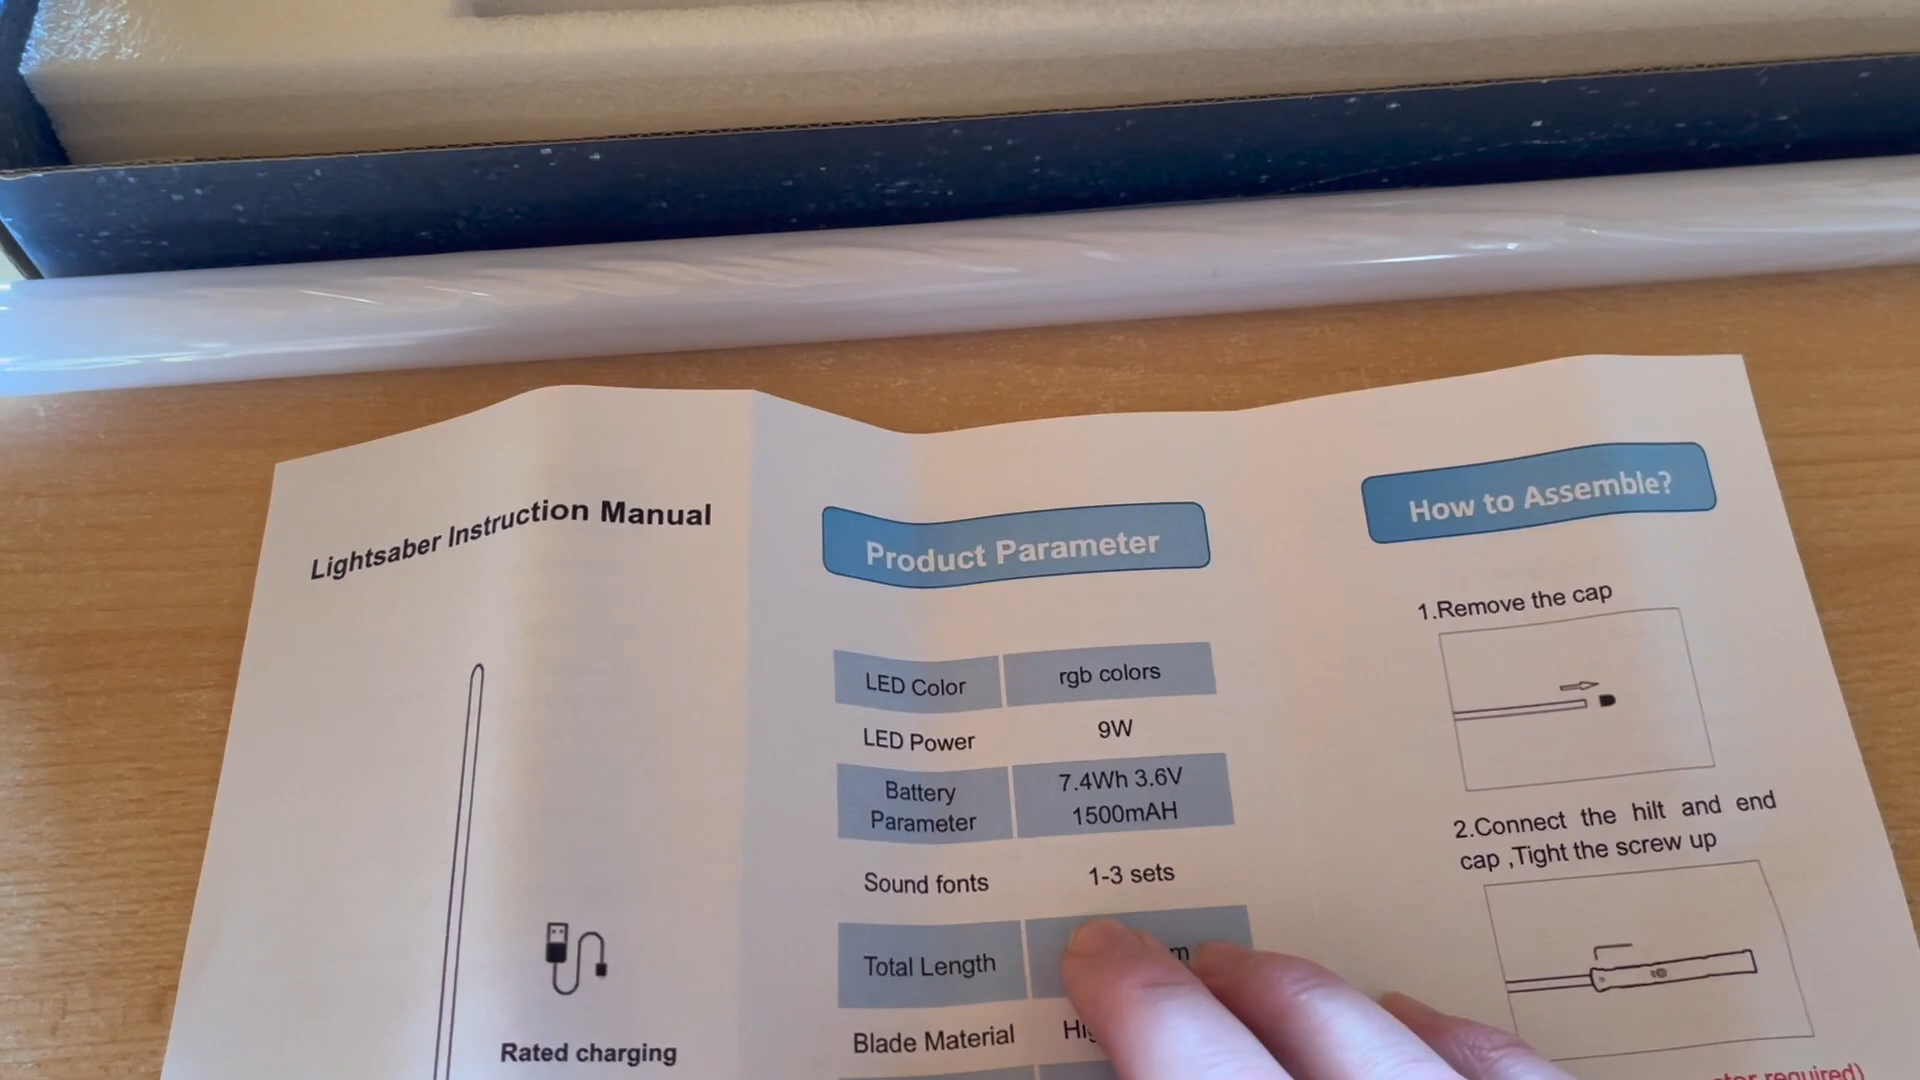 Lightsaber Instruction Manual
Rated charging
Product Parameter
LED Color rgb colors
LED Power 9W
Battery Parameter 7.4Wh 3.6V
1500mAH
Sound fonts 1-3 sets
Total Length
Blade Material
How to Assemble?
1.Remove the cap
2.Connect the hilt and end
cap ,Tight the screw up
required)